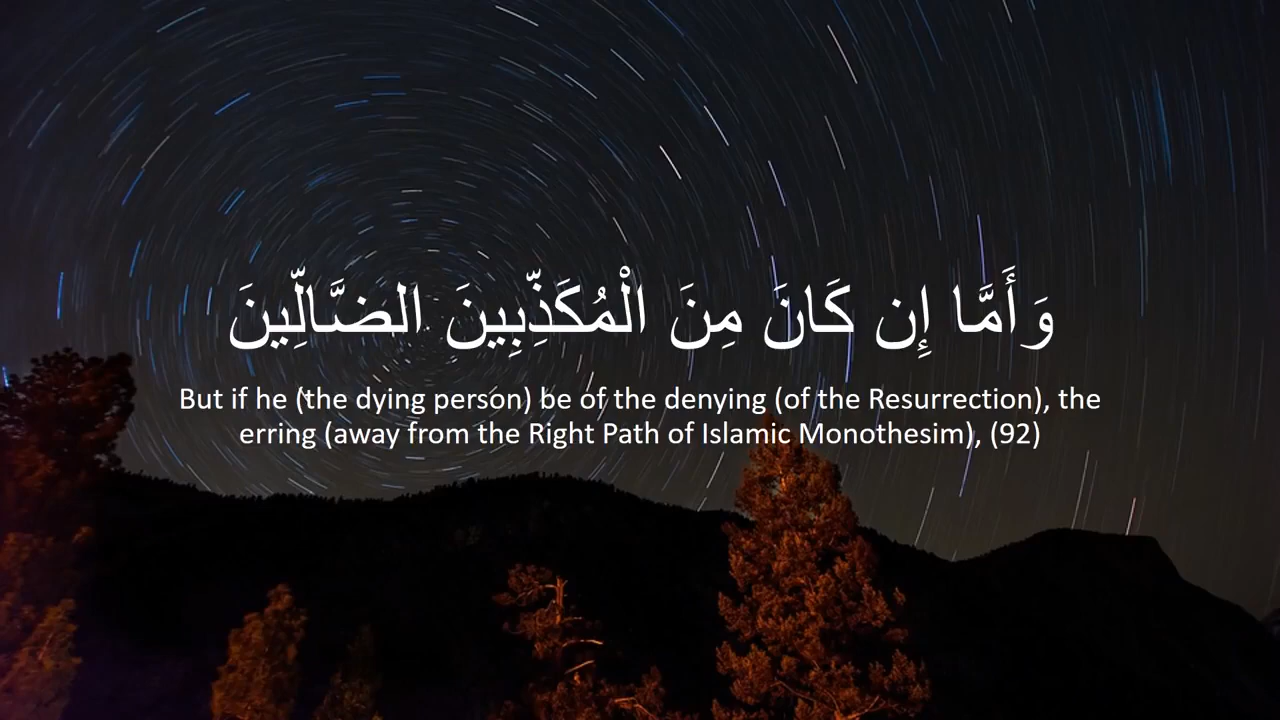 وَأَمَّا إِن كَانَ مِنَ الْمُكَذِّبِينَ الضَّالِّينَ
But if he (the dying person) be of the denying (of the Resurrection), the
erring (away from the Right Path of Islamic Monothesim), (92)